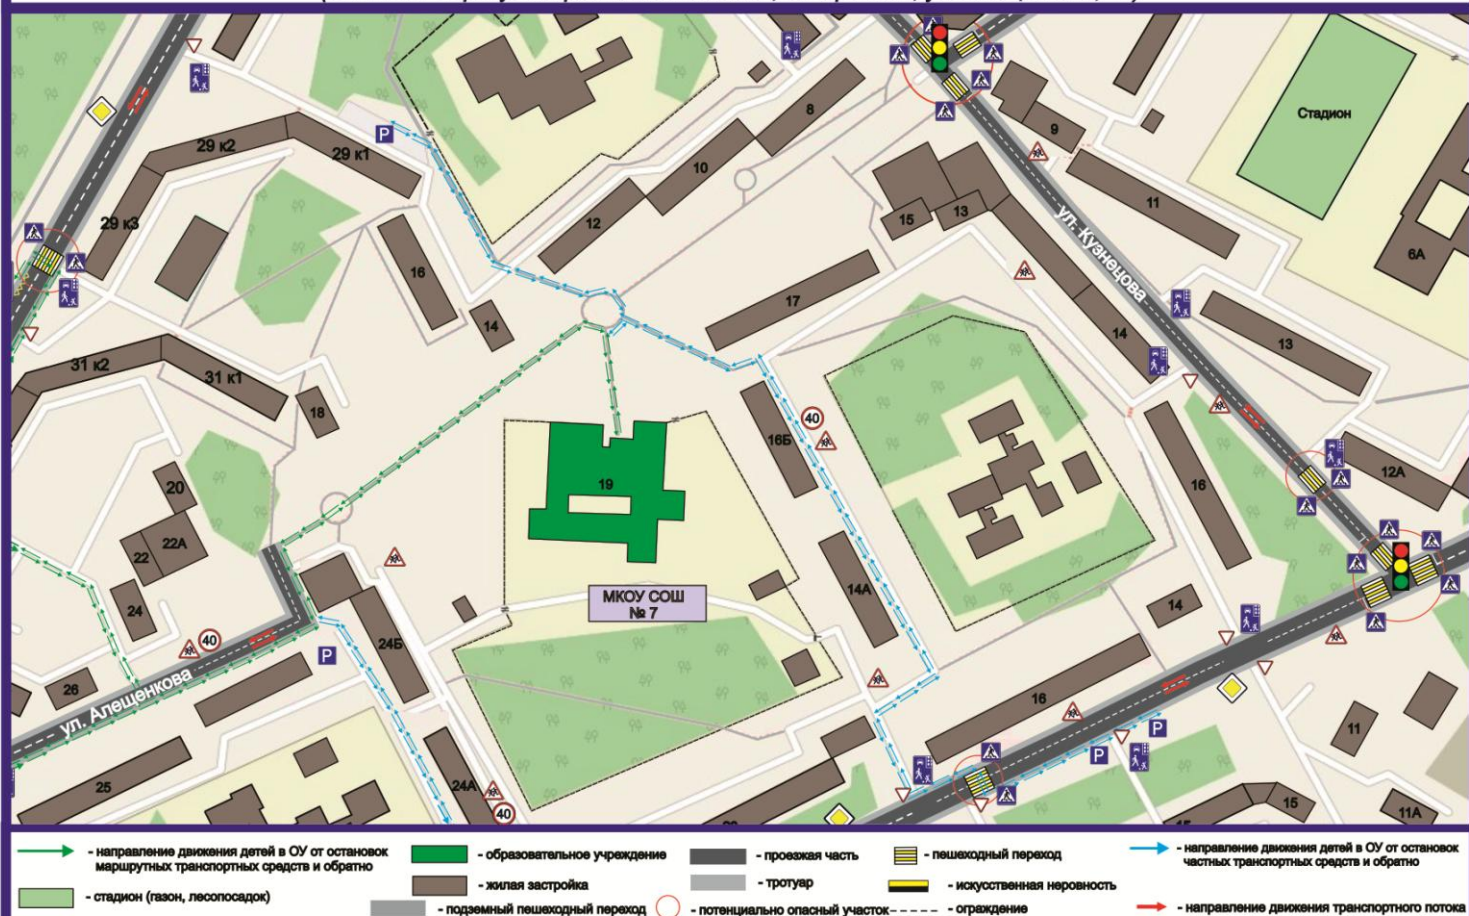 P
29 к2
29 к1
29 к3
8
10
12
9
Стадион
11
15
13
6А
ул. Кузнецова
16
14
17
14
13
31 к2
31 к1
18
16Б
40
16
12А
20
19
22А
22
24
14А
14
МКОУ СОШ
№ 7
40
24Б
P
26
ул. Алещенкова
16
11
P
P
25
24А
40
15
15
11А
- направление движения детей в ОУ от остановок
маршрутных транспортных средств и обратно
- стадион (газон, лесопосадок)
- образовательное учреждение
- жилая застройка
- подземный пешеходный переход
- проезжая часть
- тротуар
- потенциально опасный участок
- пешеходный переход
- искусственная неровность
- ограждение
- направление движения детей в ОУ от остановок
частных транспортных средств и обратно
- направление движения транспортного потока